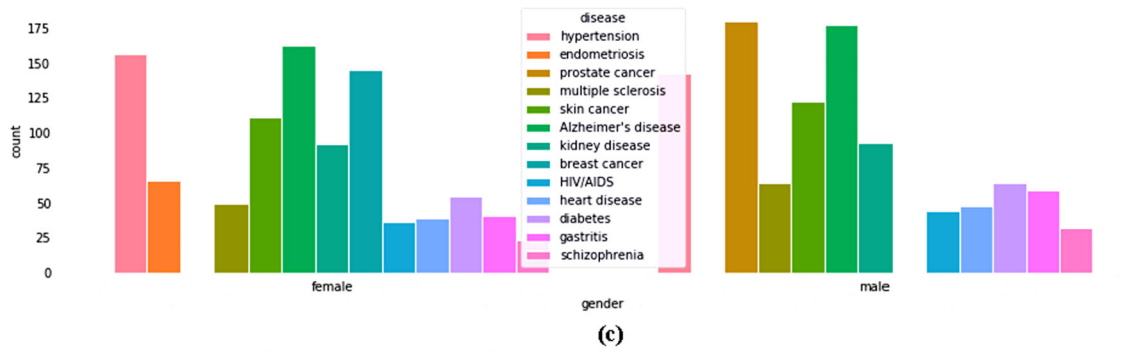 175
150
125
100
75
50
25
0
count
disease
hypertension
endometriosis
prostate cancer
multiple sclerosis
skin cancer
Alzheimer's disease
kidney disease
breast cancer
HIV/AIDS
heart disease
diabetes
gastritis
schizophrenia
female
male
gender
(c)